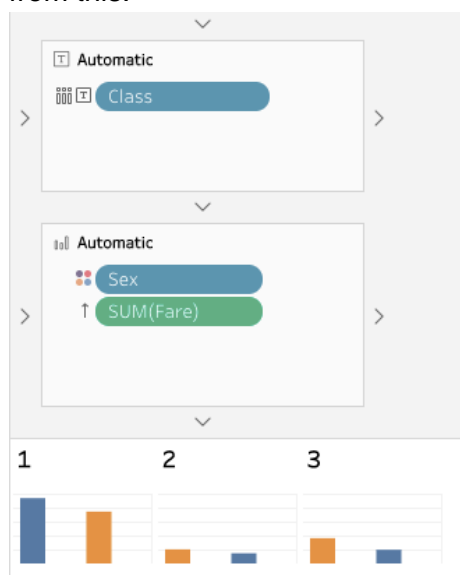 from this:
Automatic
T Class
Automatic
Sex
SUM(Fare)
1 2 3